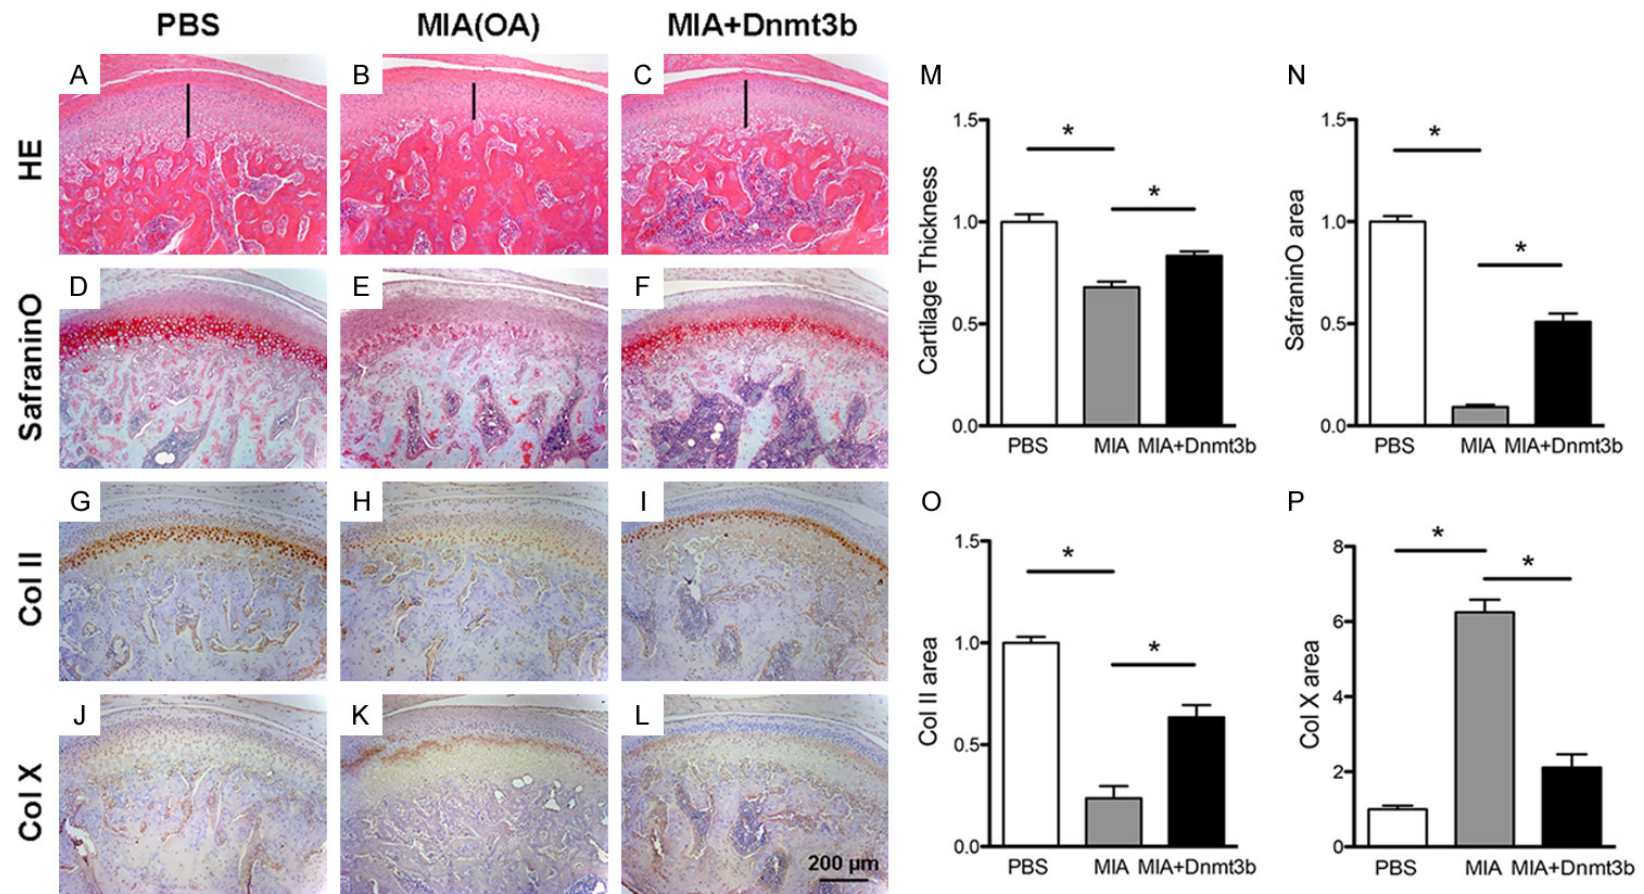 PBS MIA(OA) MIA+Dnmt3b
HE
A B C
SafraninO
D E F
Col II
G H I
Col X
J K L
200 µm
M
Cartilage Thickness
1.5
1.0
0.5
0.0
* *
PBS MIA MIA+Dnmt3b
N
SafraninO area
1.5
1.0
0.5
0.0
* *
PBS MIA MIA+Dnmt3b
O
Col II area
1.5
1.0
0.5
0.0
* *
PBS MIA MIA+Dnmt3b
P
Col X area
8
6
4
2
0
* *
PBS MIA MIA+Dnmt3b